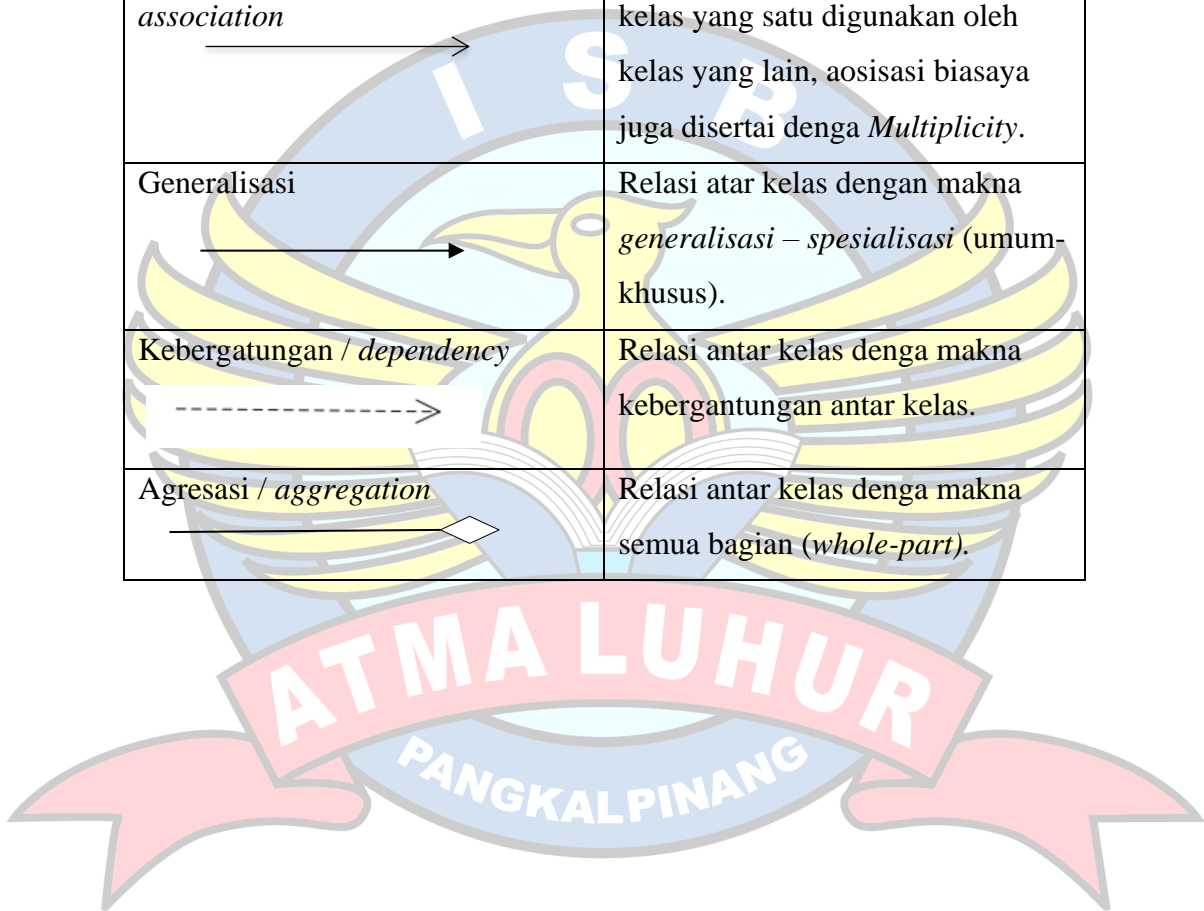 association
kelas yang satu digunakan oleh
kelas yang lain, aosisasi biasaya
juga disertai denga Multiplicity.
Generalisasi
Relasi atar kelas dengan makna
generalisasi – spesialisasi (umum-
khusus).
Kebergatungan / dependency
Relasi antar kelas denga makna
kebergantungan antar kelas.
Agresasi / aggregation
Relasi antar kelas denga makna
semua bagian (whole-part).
I S B
ATMA LUHUR
PANGKALPINANG